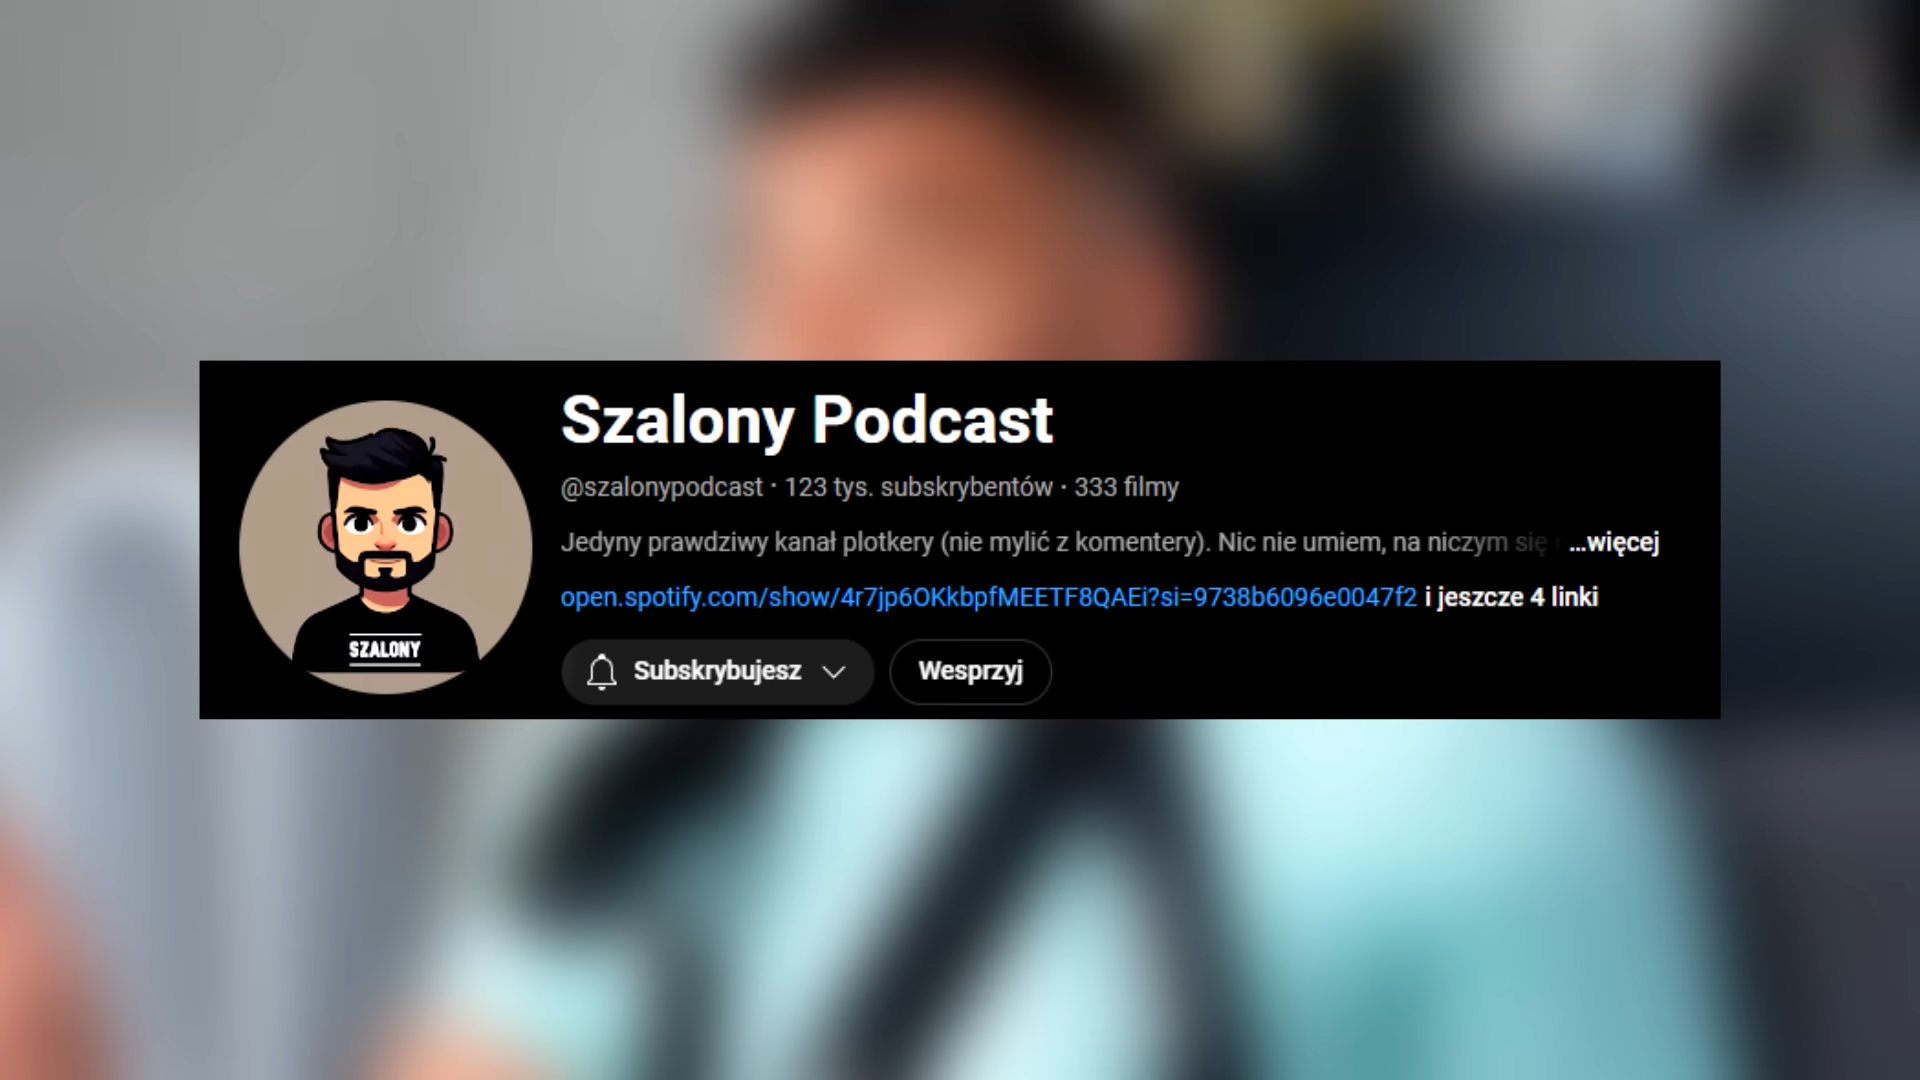 Szalony Podcast
@szalonypodcast · 123 tys. subskrybentów · 333 filmy
Jedyny prawdziwy kanał plotkery (nie mylić z komentery). Nic nie umiem, na niczym się ...więcej
open.spotify.com/show/4r7jp6OKkbpfMEETF8QAEi?si=9738b6096e0047f2 i jeszcze 4 linki
SZALONY
Subskrybujesz
Wesprzyj